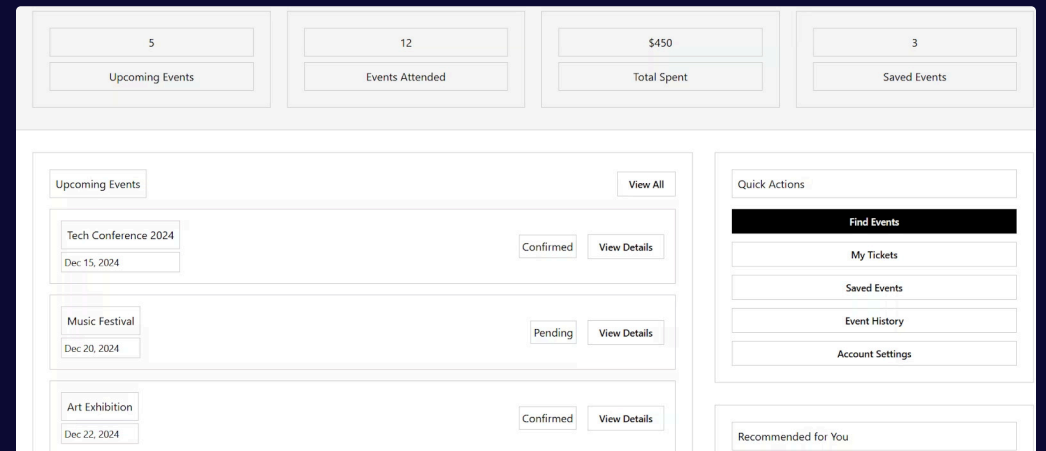 5
12
$450
3
Upcoming Events
Events Attended
Total Spent
Saved Events
Upcoming Events
View All
Tech Conference 2024
Dec 15, 2024
Confirmed
View Details
Music Festival
Dec 20, 2024
Pending
View Details
Art Exhibition
Dec 22, 2024
Confirmed
View Details
Quick Actions
Find Events
My Tickets
Saved Events
Event History
Account Settings
Recommended for You